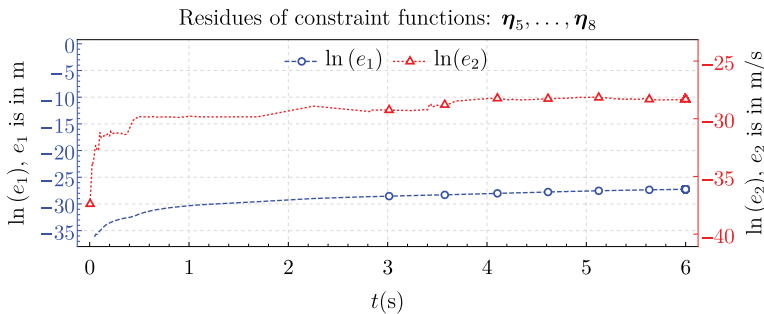 Residues of constraint functions: η₅, . . . , η₈
ln (e₁) ln(e₂)
ln (e₁), e₁ is in m
0
−5
−10
−15
−20
−25
−30
−35
−25
−30
−35
−40
ln (e₂), e₂ is in m/s
0 1 2 3 4 5 6
t(s)